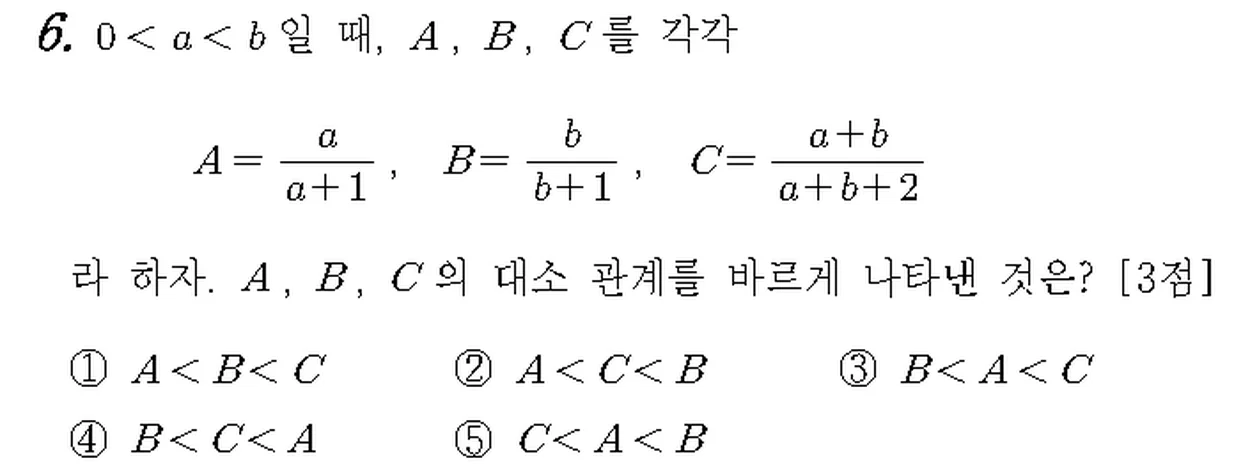 6. 0 < a < b 일 때, A, B, C를 각각
A = a/(a+1), B = b/(b+1), C = (a+b)/(a+b+2)
라 하자. A, B, C의 대소 관계를 바르게 나타낸 것은? [3점]
① A < B < C ② A < C < B ③ B < A < C
④ B < C < A ⑤ C < A < B